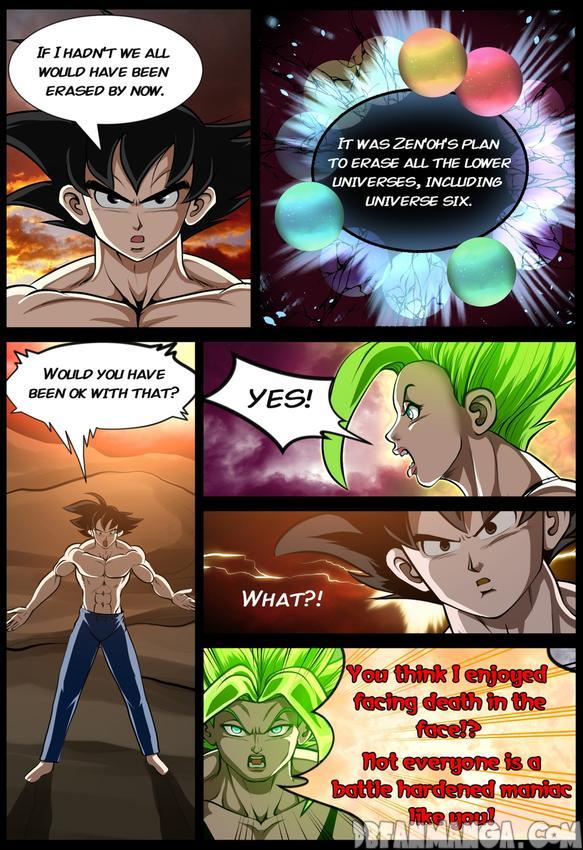 If I hadn't we all
would have been
erased by now.
It was Zen'oh's plan
to erase all the lower
universes, including
universe six.
Would you have
been ok with that?
YES!
What?!
You think I enjoyed
facing death in the
face!?
Not everyone is a
battle hardened maniac
like you!
DBFANMANGA.COM